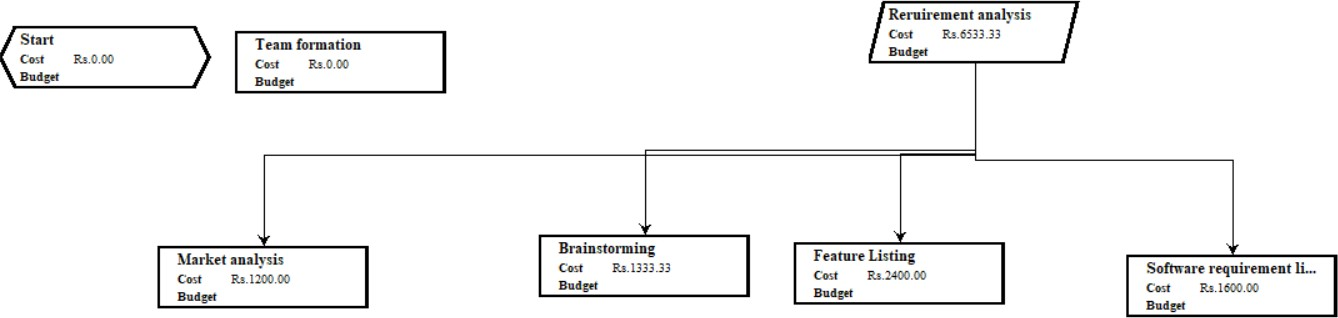 Start
Cost Rs.0.00
Budget
Team formation
Cost Rs.0.00
Budget
Reruirement analysis
Cost Rs.6533.33
Budget
Market analysis
Cost Rs.1200.00
Budget
Brainstorming
Cost Rs.1333.33
Budget
Feature Listing
Cost Rs.2400.00
Budget
Software requirement li...
Cost Rs.1600.00
Budget